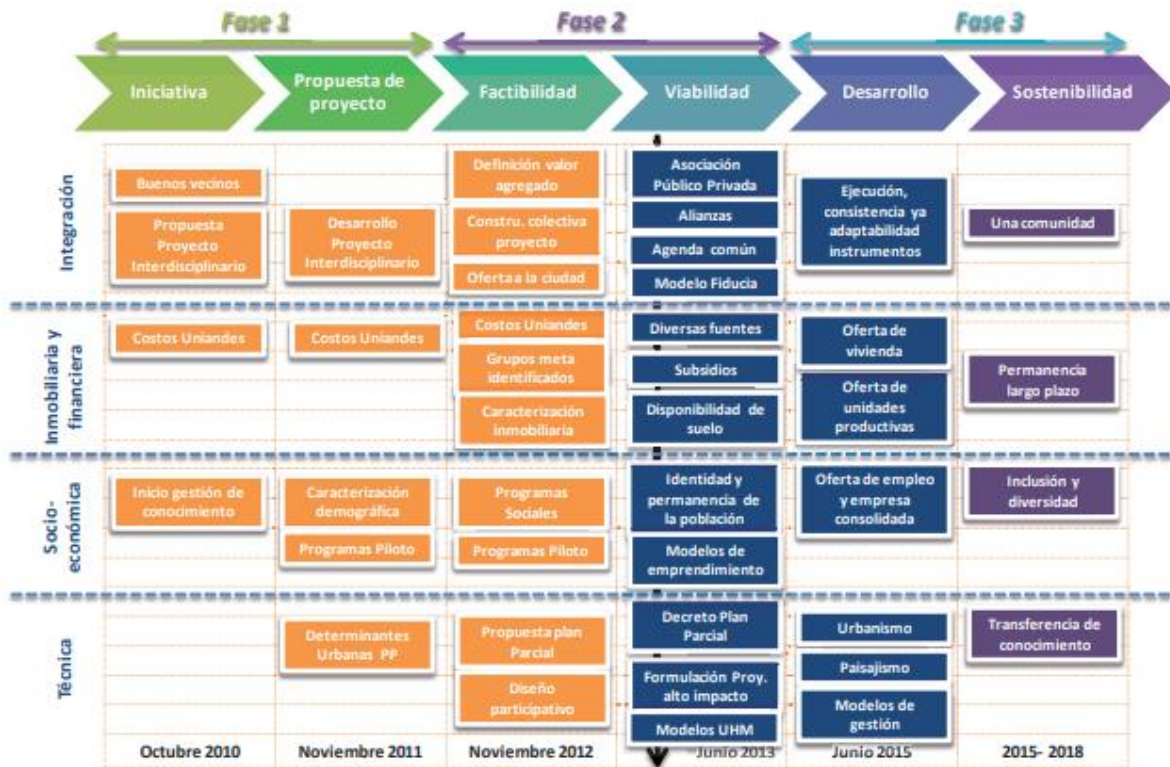 Fase 1
Fase 2
Fase 3
Iniciativa
Propuesta de
proyecto
Factibilidad
Viabilidad
Desarrollo
Sostenibilidad
Integración
Buenos vecinos
Propuesta
Proyecto
Interdisciplinario
Desarrollo
Proyecto
Interdisciplinario
Definición valor
agregado
Constru. colectiva
proyecto
Oferta a la ciudad
Asociación
Público Privada
Alianzas
Agenda común
Modelo Fiducia
Ejecución,
consistencia ya
adaptabilidad
instrumentos
Una comunidad
Inmobiliaria y
financiera
Costos Uniandes
Costos Uniandes
Costos Uniandes
Grupos meta
identificados
Caracterización
inmobiliaria
Diversas fuentes
Subsidios
Disponibilidad de
suelo
Oferta de
vivienda
Oferta de
unidades
productivas
Permanencia
largo plazo
Socio-
económica
Inicio gestión de
conocimiento
Caracterización
demográfica
Programas Piloto
Programas
Sociales
Programas Piloto
Identidad y
permanencia de
la población
Modelos de
emprendimiento
Oferta de empleo
y empresa
consolidada
Inclusión y
diversidad
Técnica
Determinantes
Urbanas PP
Propuesta plan
Parcial
Diseño
participativo
Decreto Plan
Parcial
Formulación Proy.
alto impacto
Modelos UHM
Urbanismo
Paisajismo
Modelos de
gestión
Transferencia de
conocimiento
Octubre 2010
Noviembre 2011
Noviembre 2012
Junio 2013
Junio 2015
2015- 2018